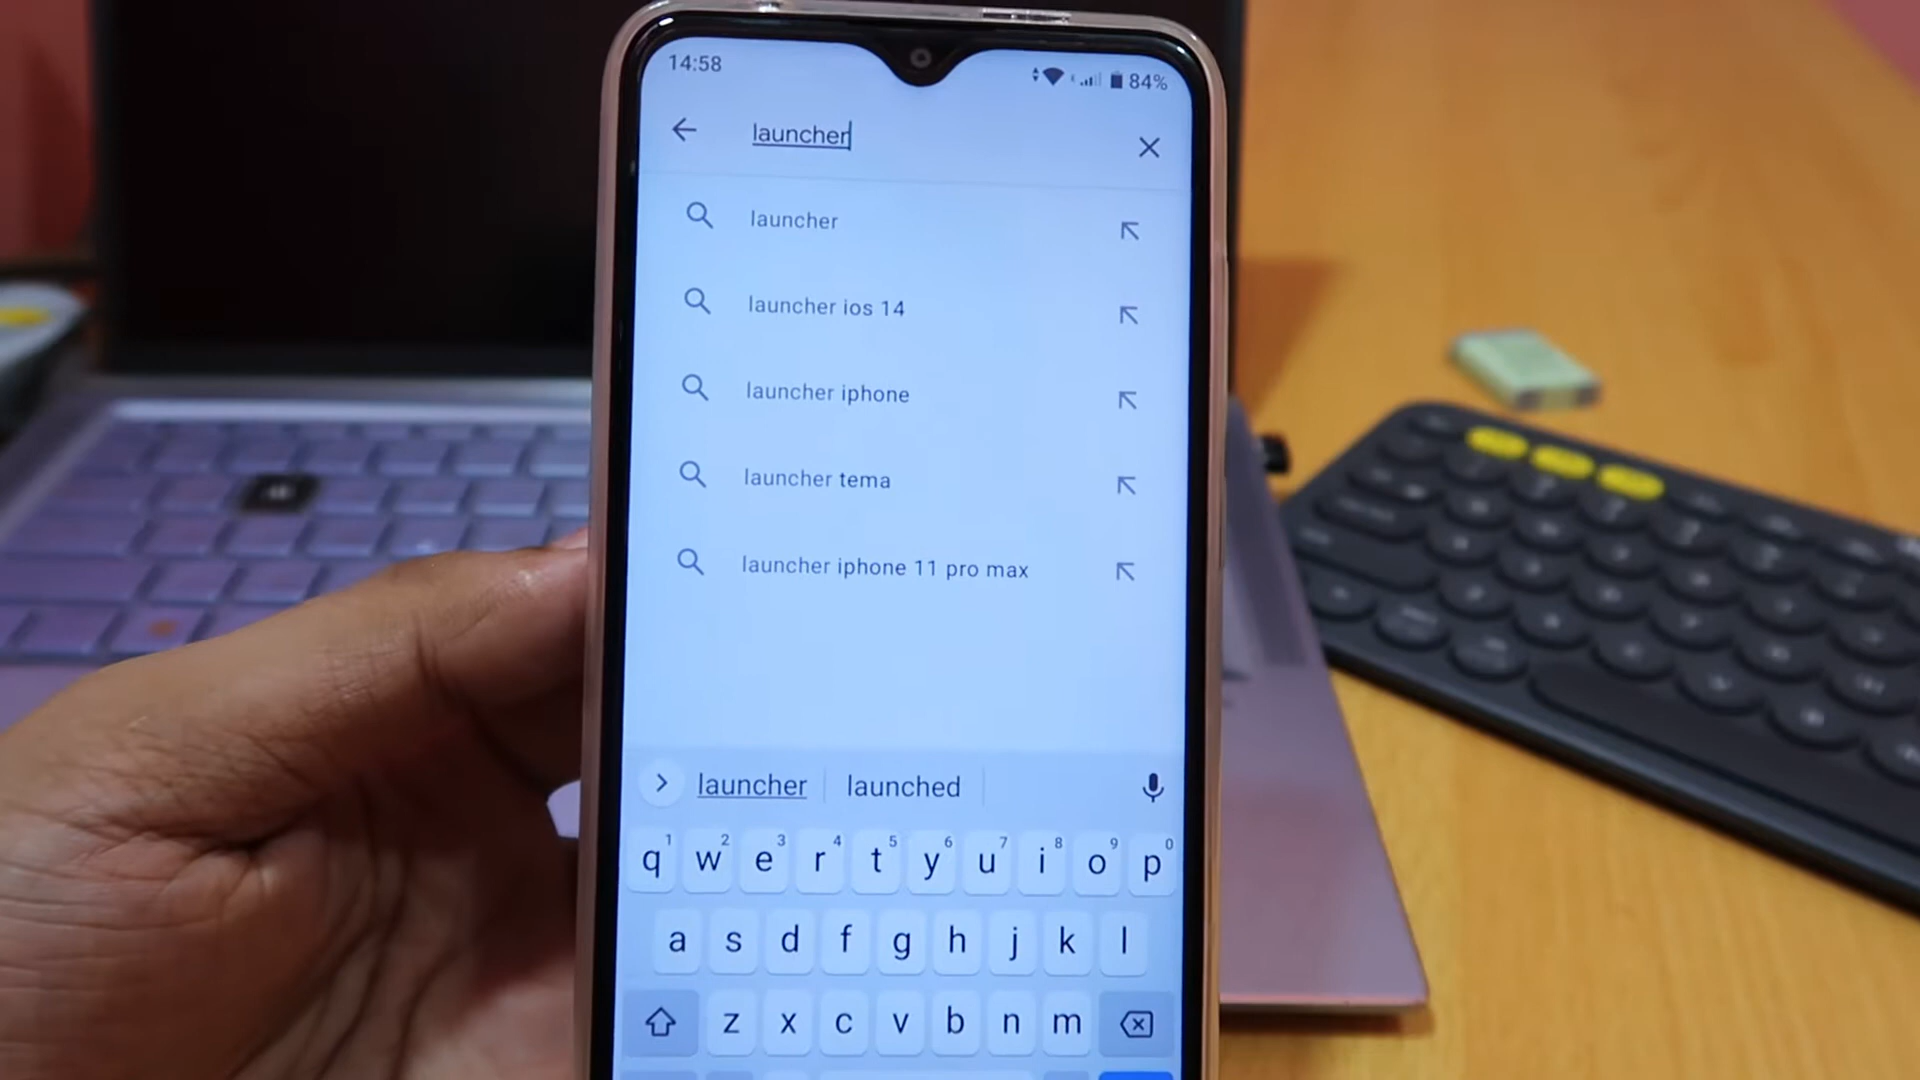 14:58
84%
launcher
launcher
launcher ios 14
launcher iphone
launcher tema
launcher iphone 11 pro max
launcher launched
1 2 3 4 5 6 7 8 9 0
q w e r t y u i o p
a s d f g h j k l
z x c v b n m